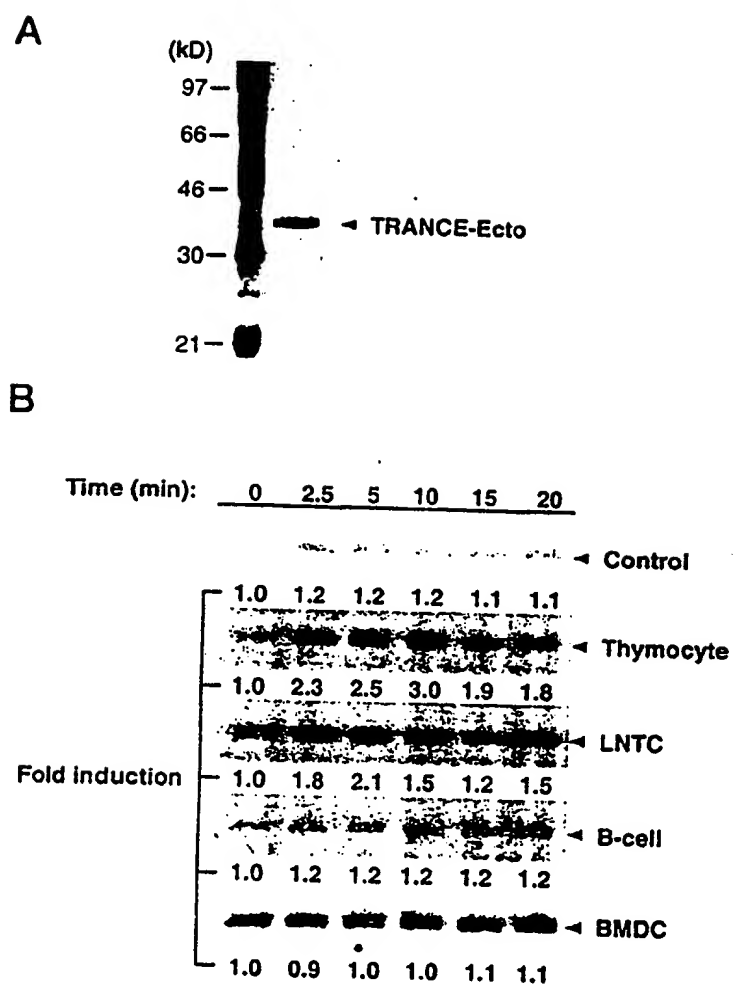 A
(kD)
97
66
46
TRANCE-Ecto
30
21
B
Time (min): 0 2.5 5 10 15 20
Control
1.0 1.2 1.2 1.2 1.1 1.1
Thymocyte
1.0 2.3 2.5 3.0 1.9 1.8
LNTC
Fold induction 1.0 1.8 2.1 1.5 1.2 1.5
B-cell
1.0 1.2 1.2 1.2 1.2 1.2
BMDC
1.0 0.9 1.0 1.0 1.1 1.1